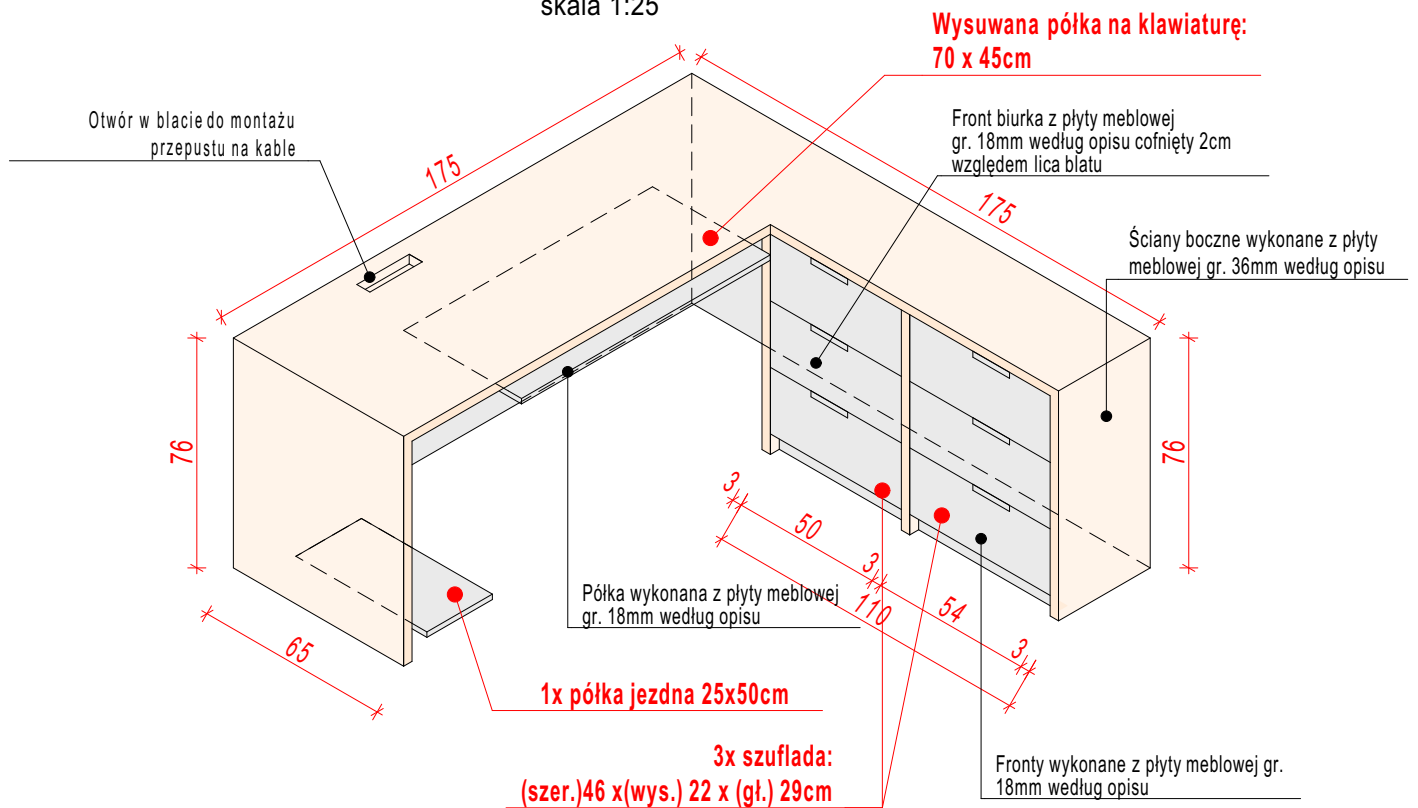 skala 1:25
Wysuwana półka na klawiaturę:
70 x 45cm
Otwór w blacie do montażu
przepustu na kable
Front biurka z płyty meblowej
gr. 18mm według opisu cofnięty 2cm
względem lica blatu
175
175
Ściany boczne wykonane z płyty
meblowej gr. 36mm według opisu
76
76
3
50
3
110
54
3
Półka wykonana z płyty meblowej
gr. 18mm według opisu
65
1x półka jezdna 25x50cm
3x szuflada:
(szer.)46 x(wys.) 22 x (gł.) 29cm
Fronty wykonane z płyty meblowej gr.
18mm według opisu